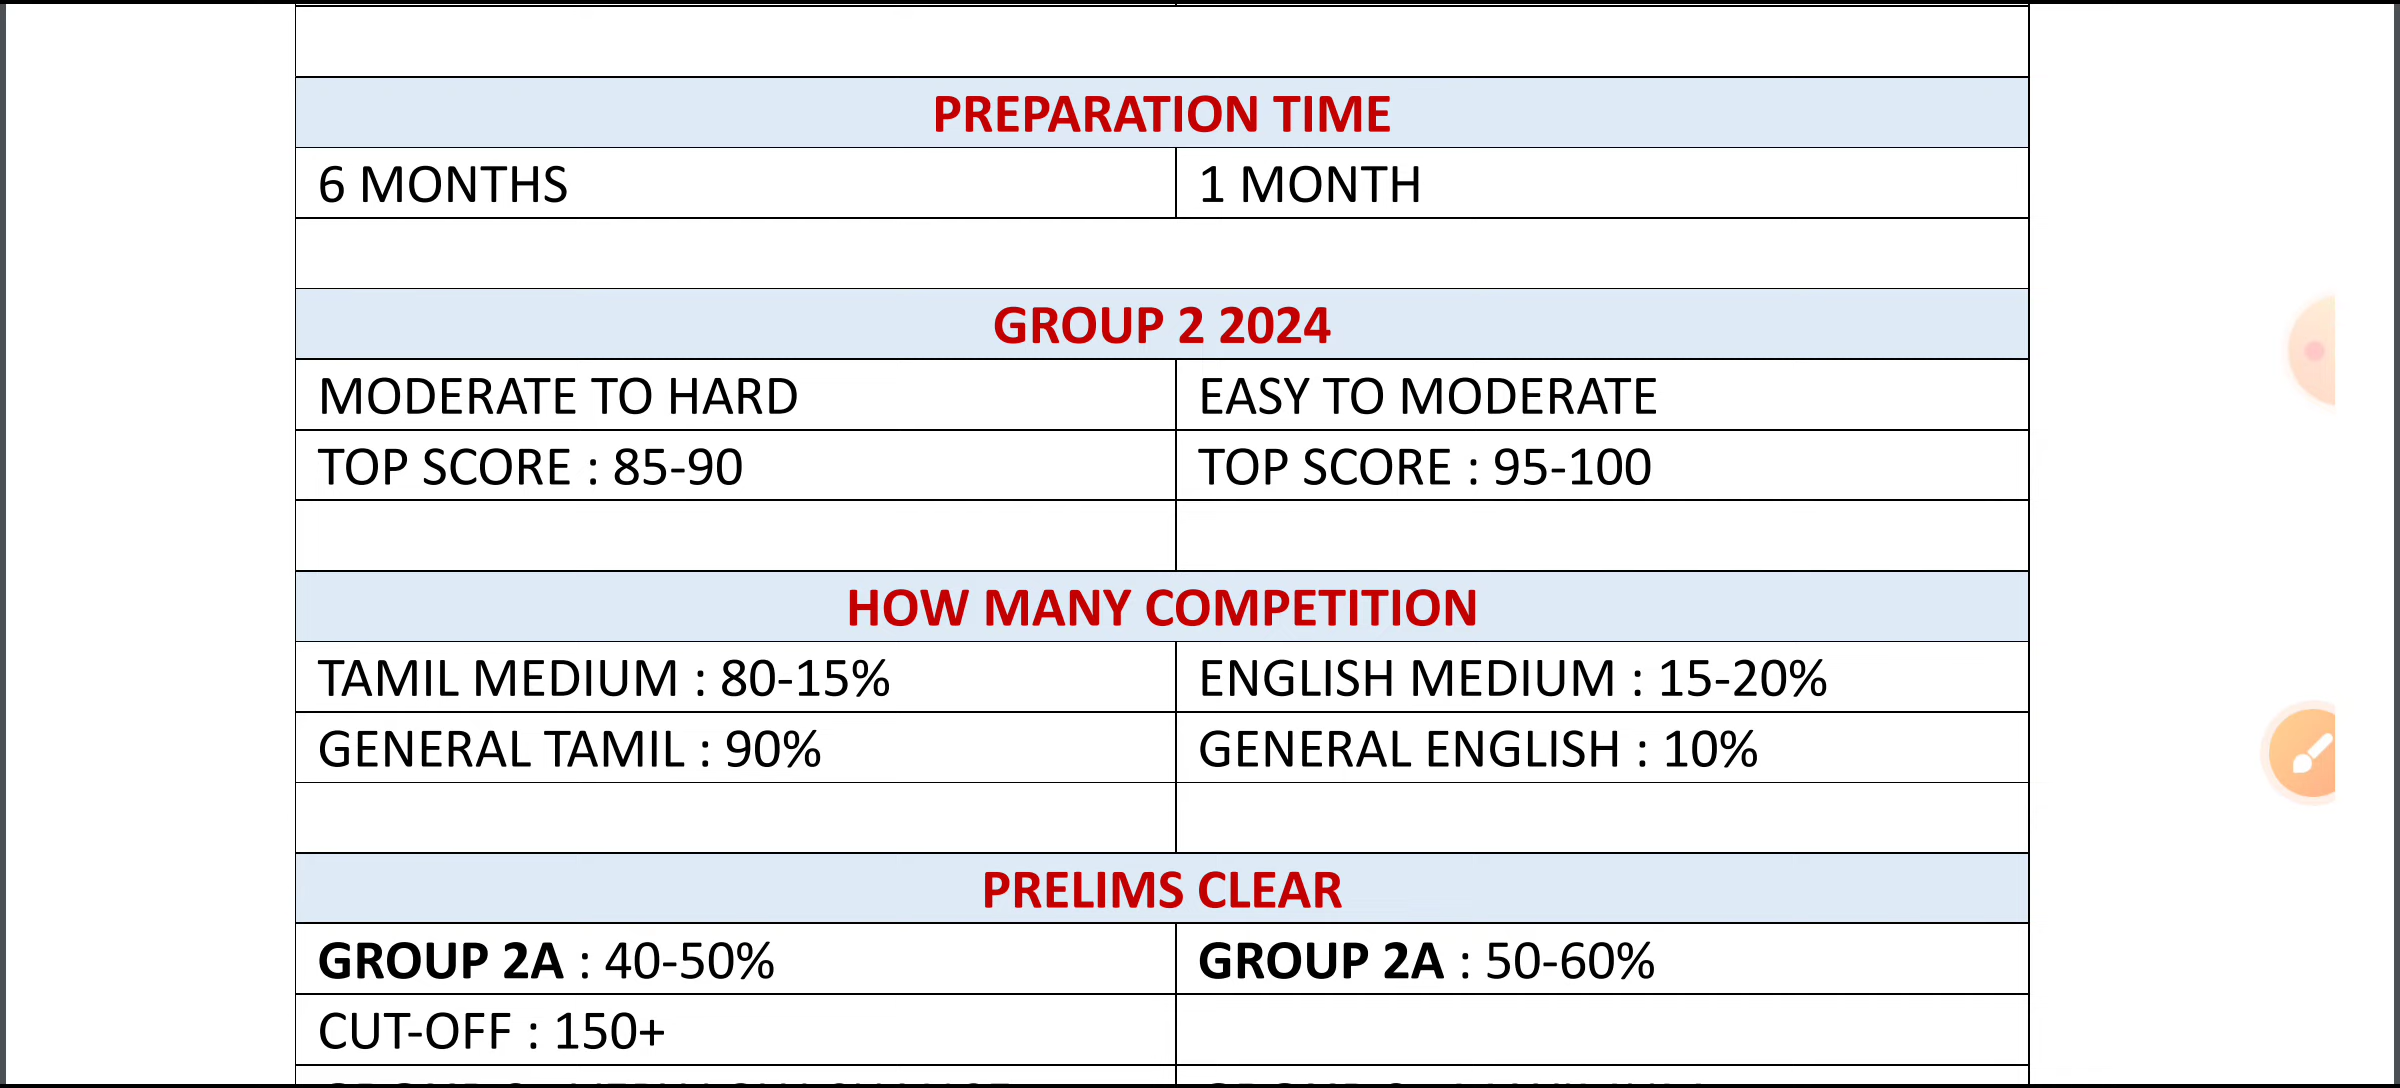 PREPARATION TIME
6 MONTHS
1 MONTH
GROUP 2 2024
MODERATE TO HARD
EASY TO MODERATE
TOP SCORE : 85-90
TOP SCORE : 95-100
HOW MANY COMPETITION
TAMIL MEDIUM : 80-15%
ENGLISH MEDIUM : 15-20%
GENERAL TAMIL : 90%
GENERAL ENGLISH : 10%
PRELIMS CLEAR
GROUP 2A : 40-50%
GROUP 2A : 50-60%
CUT-OFF : 150+